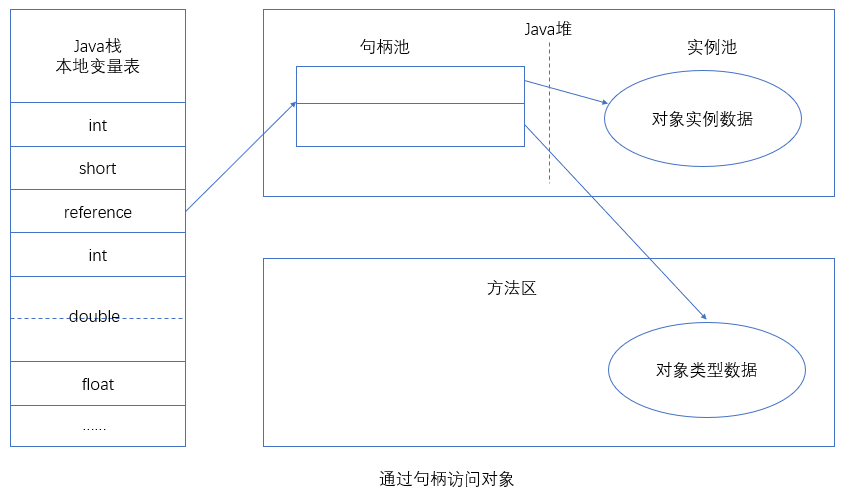 Java栈
本地变量表
int
short
reference
int
double
float
......
Java堆
句柄池
实例池
对象实例数据
方法区
对象类型数据
通过句柄访问对象